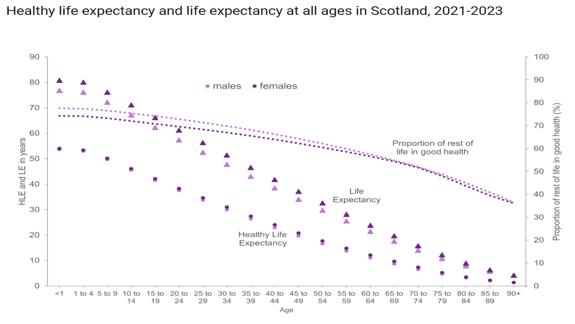 Healthy life expectancy and life expectancy at all ages in Scotland, 2021-2023
HLE and LE in years
90
80
70
60
50
40
30
20
10
0
males
females
Proportion of rest of
life in good health
Life
Expectancy
Healthy Life
Expectancy
100
90
80
70
60
50
40
30
20
10
0
Proportion of rest of life in good health (%)
<1 1 to 4 5 to 9 10 to 15 to 20 to 25 to 30 to 35 to 40 to 45 to 50 to 55 to 60 to 65 to 70 to 75 to 80 to 85 to 90+
14 19 24 29 34 39 44 49 54 59 64 69 74 79 84 89
Age